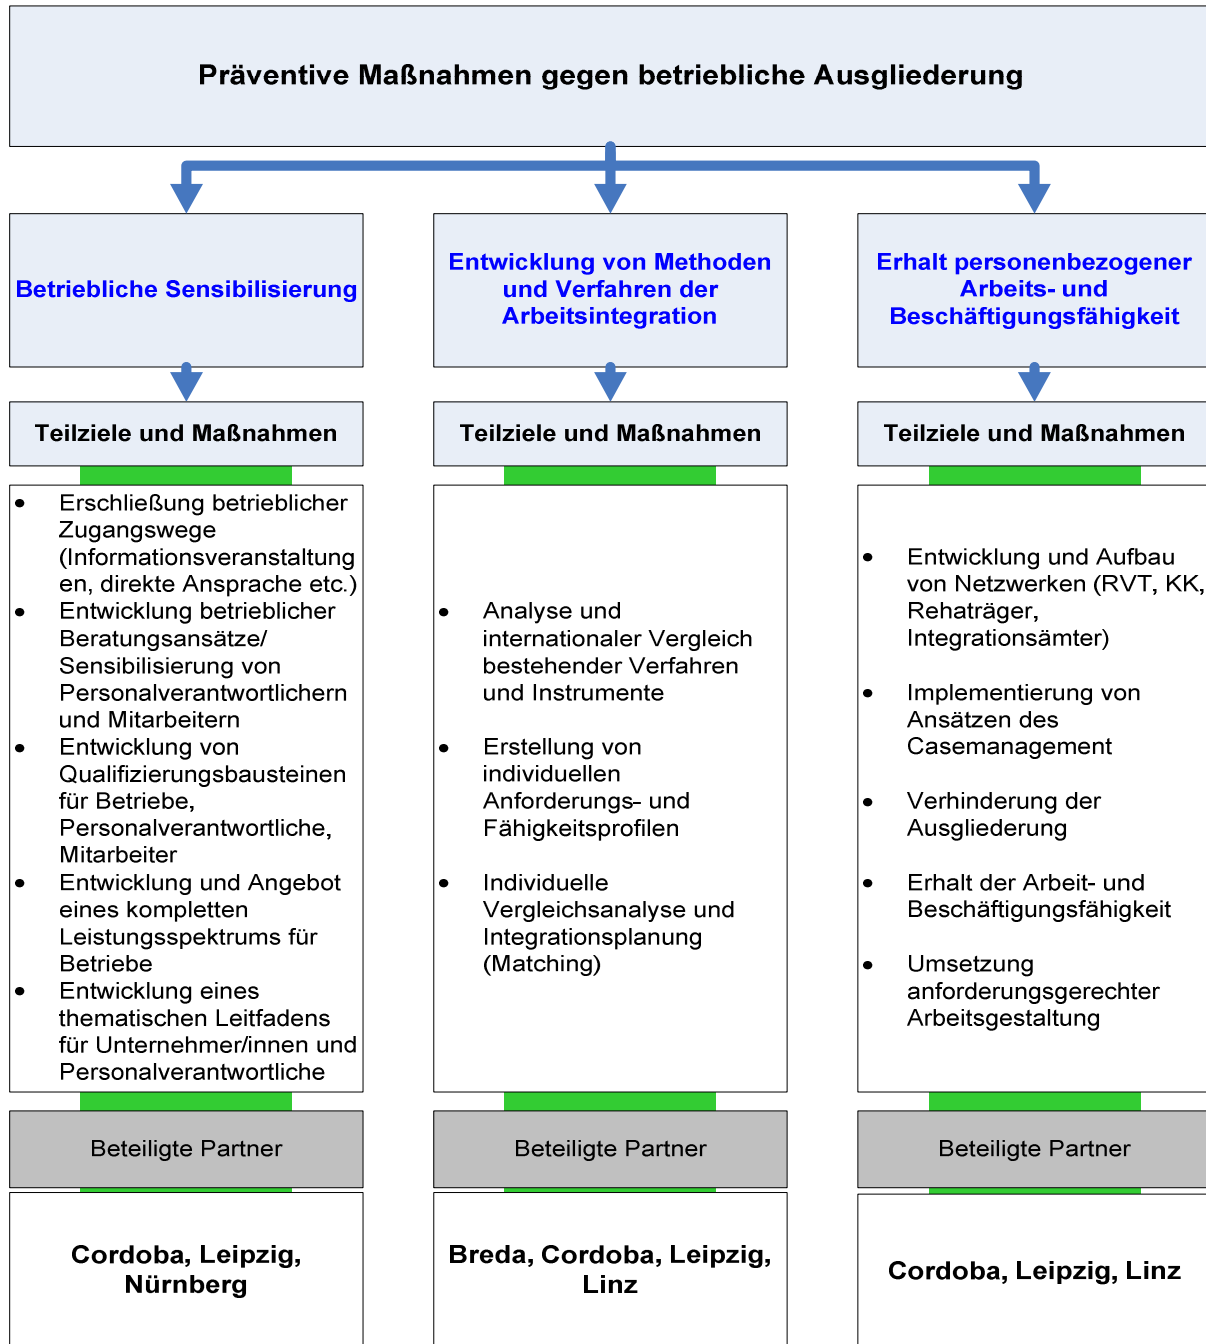 Präventive Maßnahmen gegen betriebliche Ausgliederung
Betriebliche Sensibilisierung
Teilziele und Maßnahmen
• Erschließung betrieblicher
Zugangswege
(Informationsveranstaltung
en, direkte Ansprache etc.)
• Entwicklung betrieblicher
Beratungsansätze/
Sensibilisierung von
Personalverantwortlichern
und Mitarbeitern
• Entwicklung von
Qualifizierungsbausteinen
für Betriebe,
Personalverantwortliche,
Mitarbeiter
• Entwicklung und Angebot
eines kompletten
Leistungsspektrums für
Betriebe
• Entwicklung eines
thematischen Leitfadens
für Unternehmer/innen und
Personalverantwortliche
Beteiligte Partner
Cordoba, Leipzig,
Nürnberg
Entwicklung von Methoden
und Verfahren der
Arbeitsintegration
Teilziele und Maßnahmen
• Analyse und
internationaler Vergleich
bestehender Verfahren
und Instrumente
• Erstellung von
individuellen
Anforderungs- und
Fähigkeitsprofilen
• Individuelle
Vergleichsanalyse und
Integrationsplanung
(Matching)
Beteiligte Partner
Breda, Cordoba, Leipzig,
Linz
Erhalt personenbezogener
Arbeits- und
Beschäftigungsfähigkeit
Teilziele und Maßnahmen
• Entwicklung und Aufbau
von Netzwerken (RVT, KK,
Rehaträger,
Integrationsämter)
• Implementierung von
Ansätzen des
Casemanagement
• Verhinderung der
Ausgliederung
• Erhalt der Arbeit- und
Beschäftigungsfähigkeit
• Umsetzung
anforderungsgerechter
Arbeitsgestaltung
Beteiligte Partner
Cordoba, Leipzig, Linz